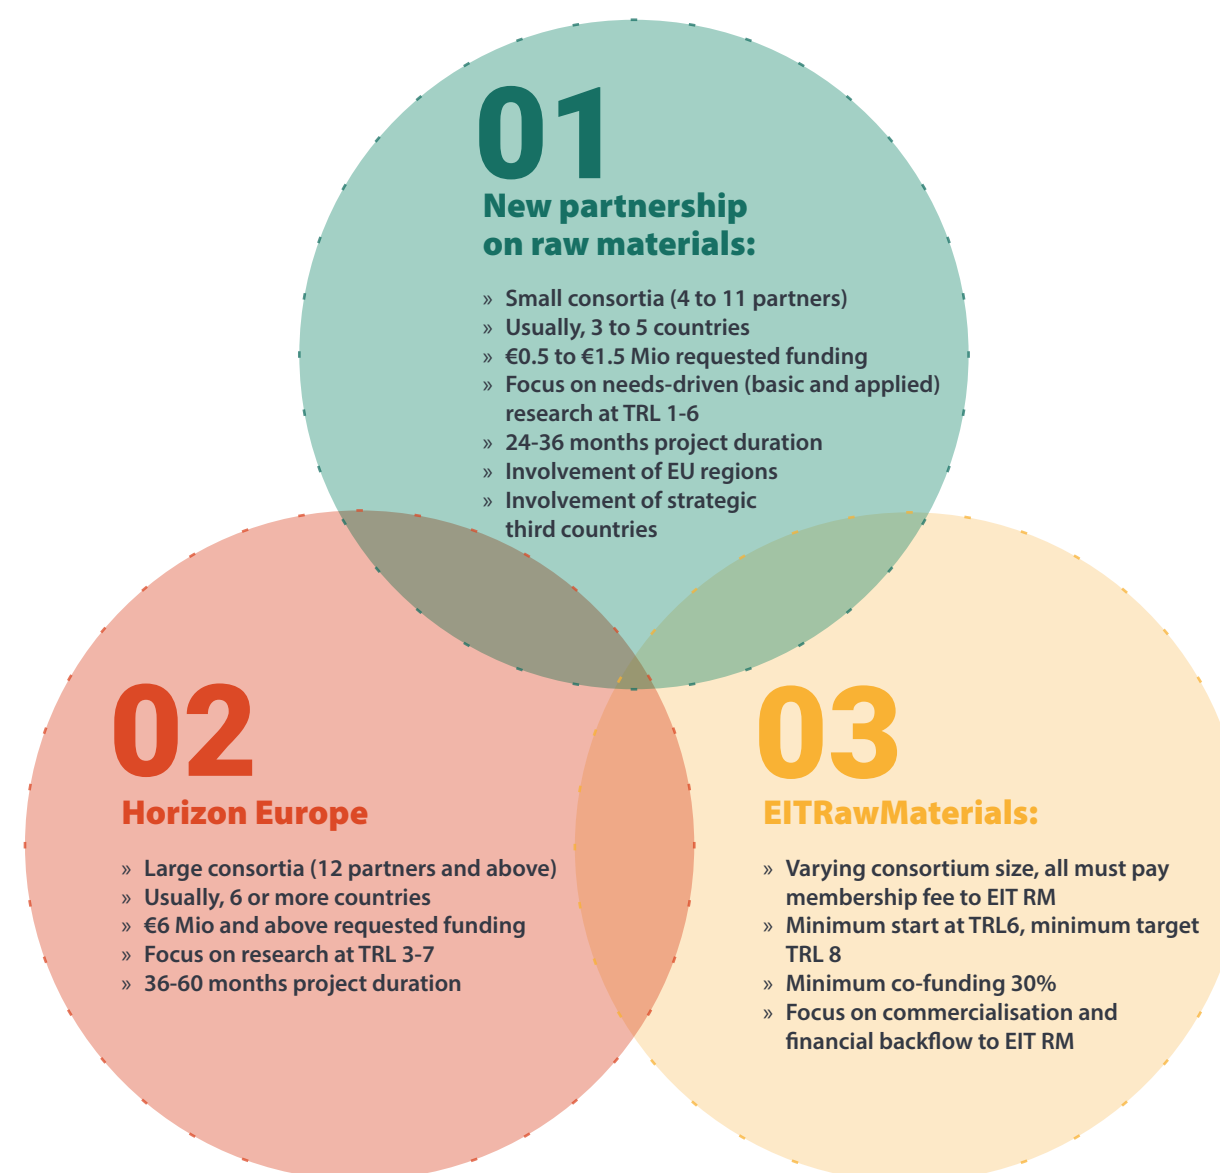 01
New partnership
on raw materials:
» Small consortia (4 to 11 partners)
» Usually, 3 to 5 countries
» €0.5 to €1.5 Mio requested funding
» Focus on needs-driven (basic and applied)
research at TRL 1-6
» 24-36 months project duration
» Involvement of EU regions
» Involvement of strategic
third countries
02
Horizon Europe
» Large consortia (12 partners and above)
» Usually, 6 or more countries
» €6 Mio and above requested funding
» Focus on research at TRL 3-7
» 36-60 months project duration
03
EITRawMaterials:
» Varying consortium size, all must pay
membership fee to EIT RM
» Minimum start at TRL6, minimum target
TRL 8
» Minimum co-funding 30%
» Focus on commercialisation and
financial backflow to EIT RM